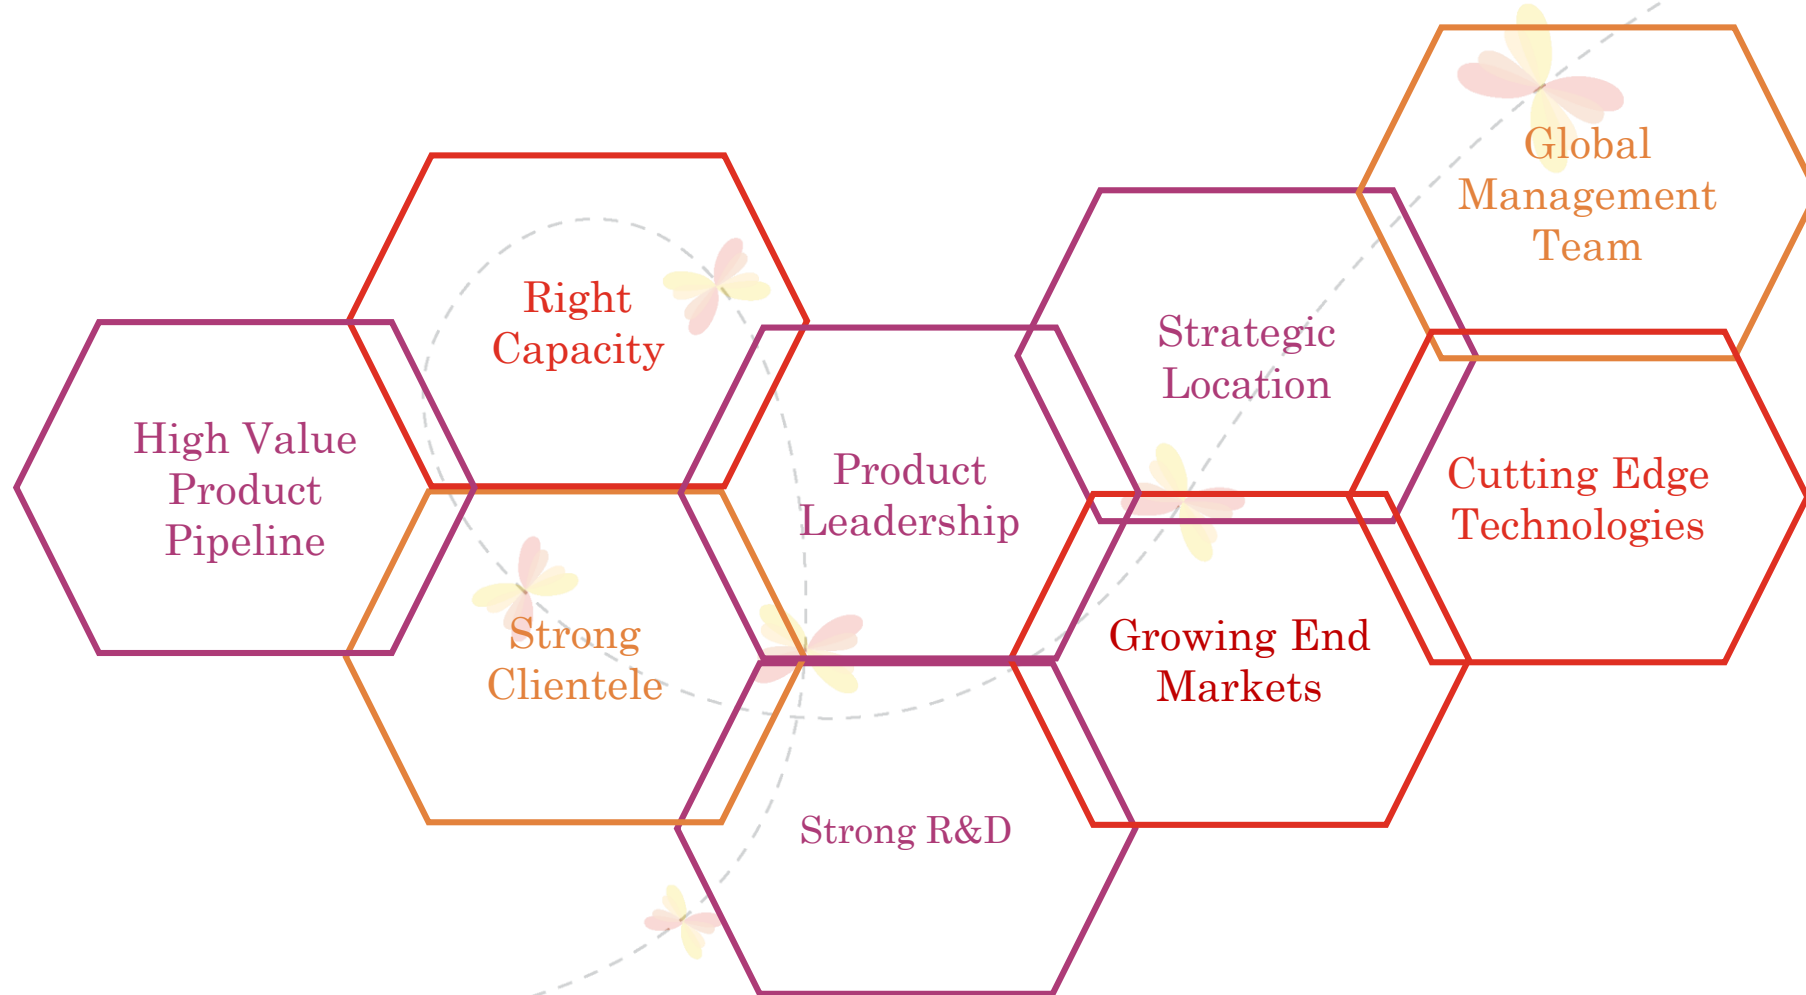 Global
Management
Team
Right
Capacity
Strategic
Location
High Value
Product
Pipeline
Product
Leadership
Cutting Edge
Technologies
Strong
Clientele
Growing End
Markets
Strong R&D